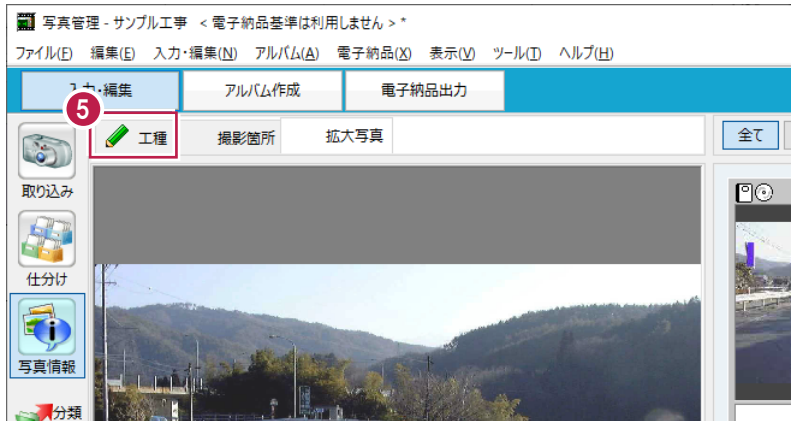 写真管理 - サンプル工事 < 電子納品基準は利用しません > *
ファイル(F) 編集(E) 入力・編集(N) アルバム(A) 電子納品(X) 表示(V) ツール(T) ヘルプ(H)
入力・編集 アルバム作成 電子納品出力
5
工種 撮影箇所 拡大写真 全て
取り込み
仕分け
写真情報
分類